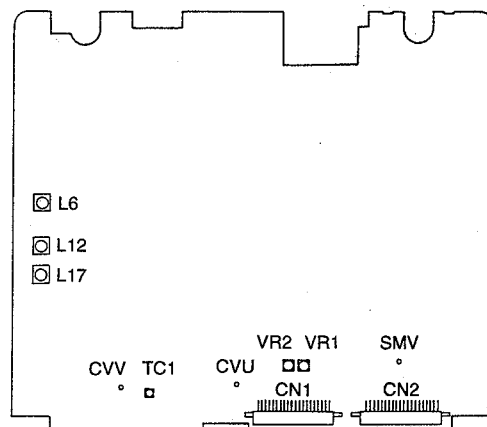 L6
L12
L17
VR2 VR1 SMV
CVV TC1 CVU
CN1 CN2